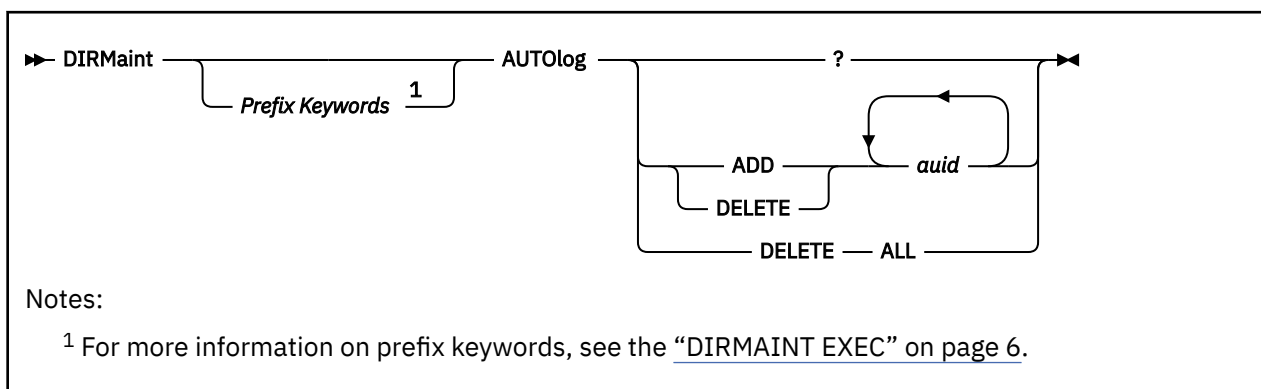 DIRMaint AUTOlog ?
Prefix Keywords 1
ADD auid
DELETE
DELETE ALL
Notes:
1 For more information on prefix keywords, see the “DIRMAINT EXEC” on page 6.